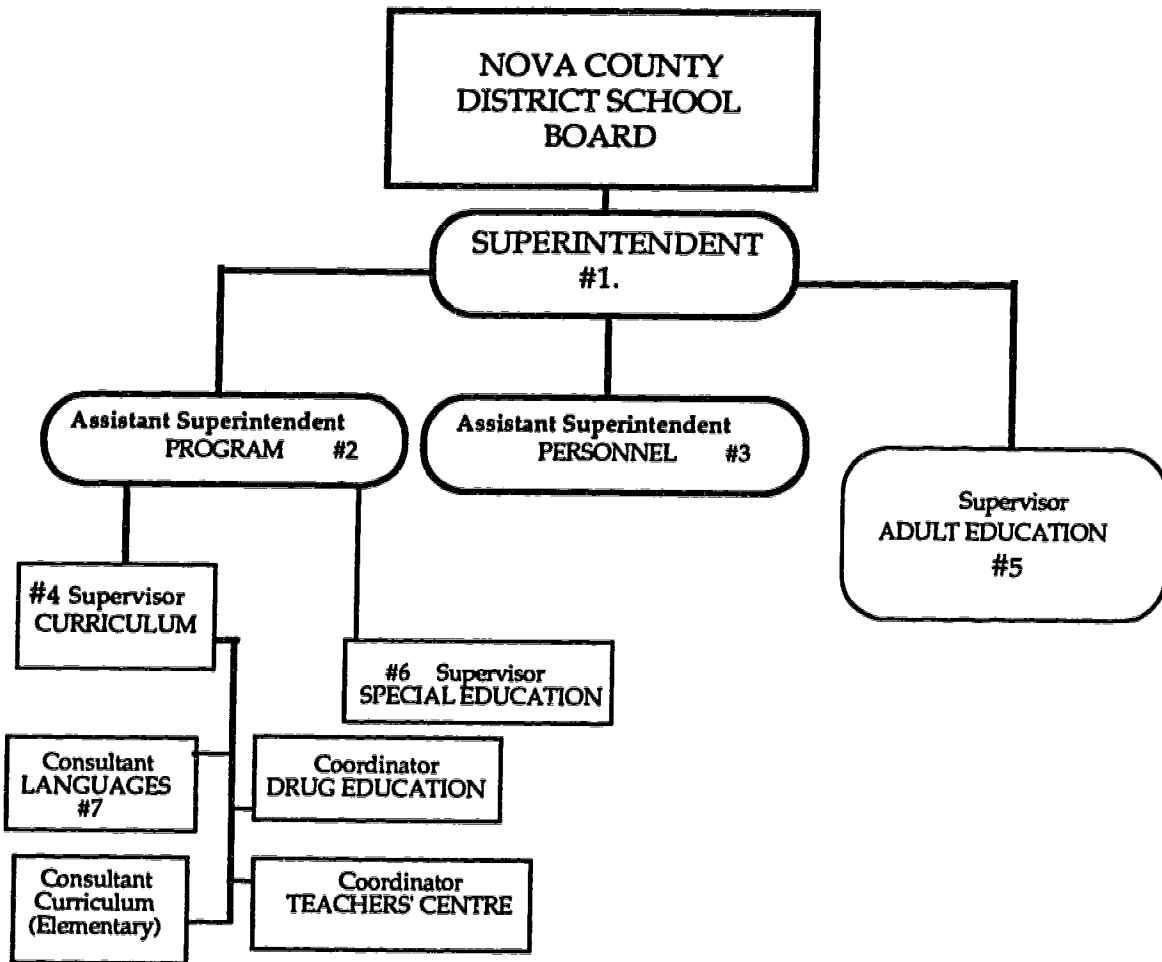 NOVA COUNTY
DISTRICT SCHOOL
BOARD
SUPERINTENDENT
#1.
Assistant Superintendent
PROGRAM #2
Assistant Superintendent
PERSONNEL #3
Supervisor
ADULT EDUCATION
#5
#4 Supervisor
CURRICULUM
#6 Supervisor
SPECIAL EDUCATION
Consultant
LANGUAGES
#7
Coordinator
DRUG EDUCATION
Consultant
Curriculum
(Elementary)
Coordinator
TEACHERS' CENTRE